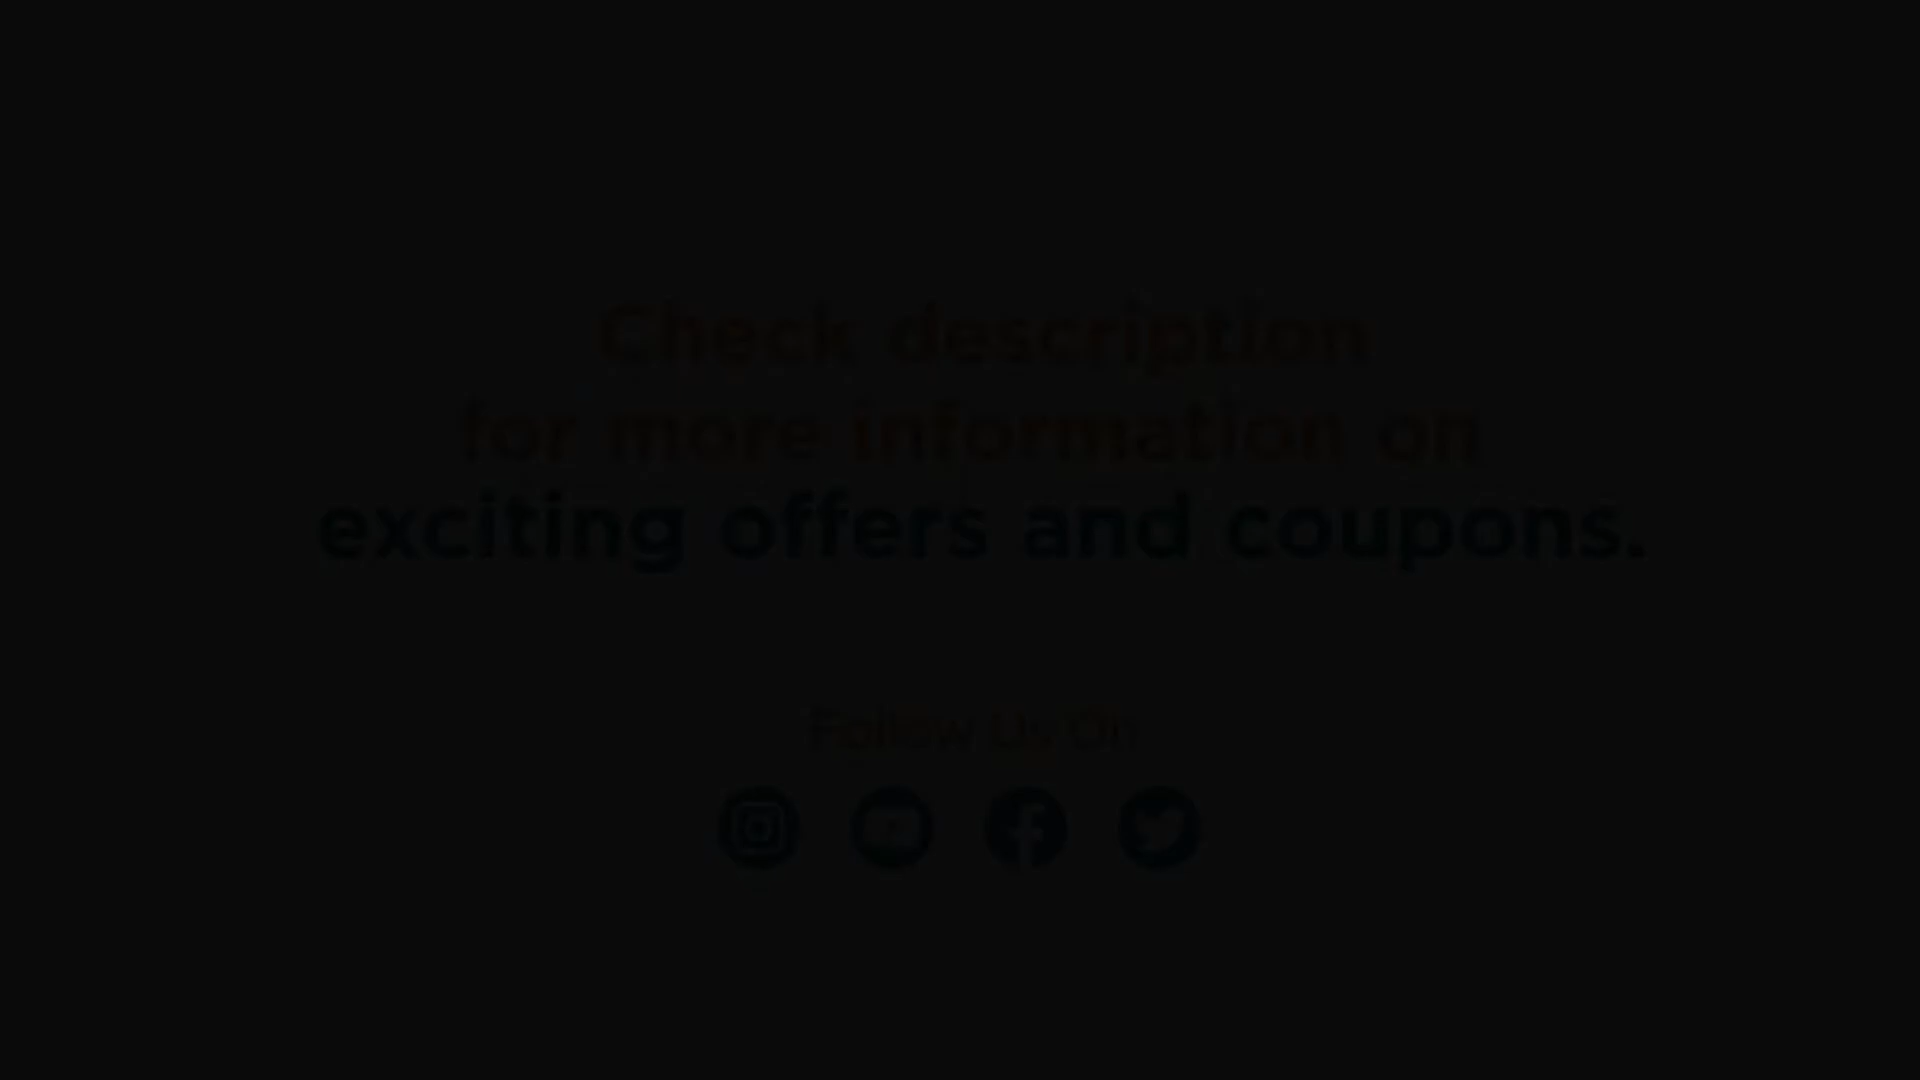 Check description
for more information on
exciting offers and coupons.
Follow Us On